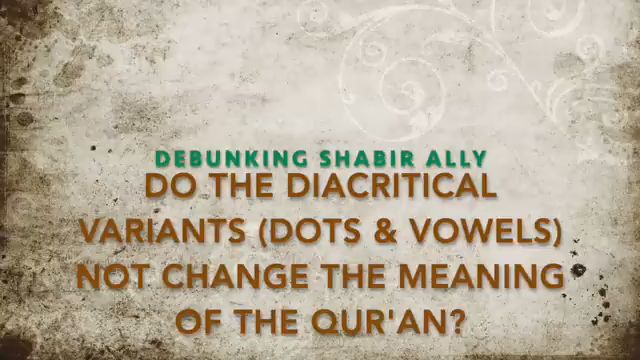 DEBUNKING SHABIR ALLY
DO THE DIACRITICAL
VARIANTS (DOTS & VOWELS)
NOT CHANGE THE MEANING
OF THE QUR'AN?